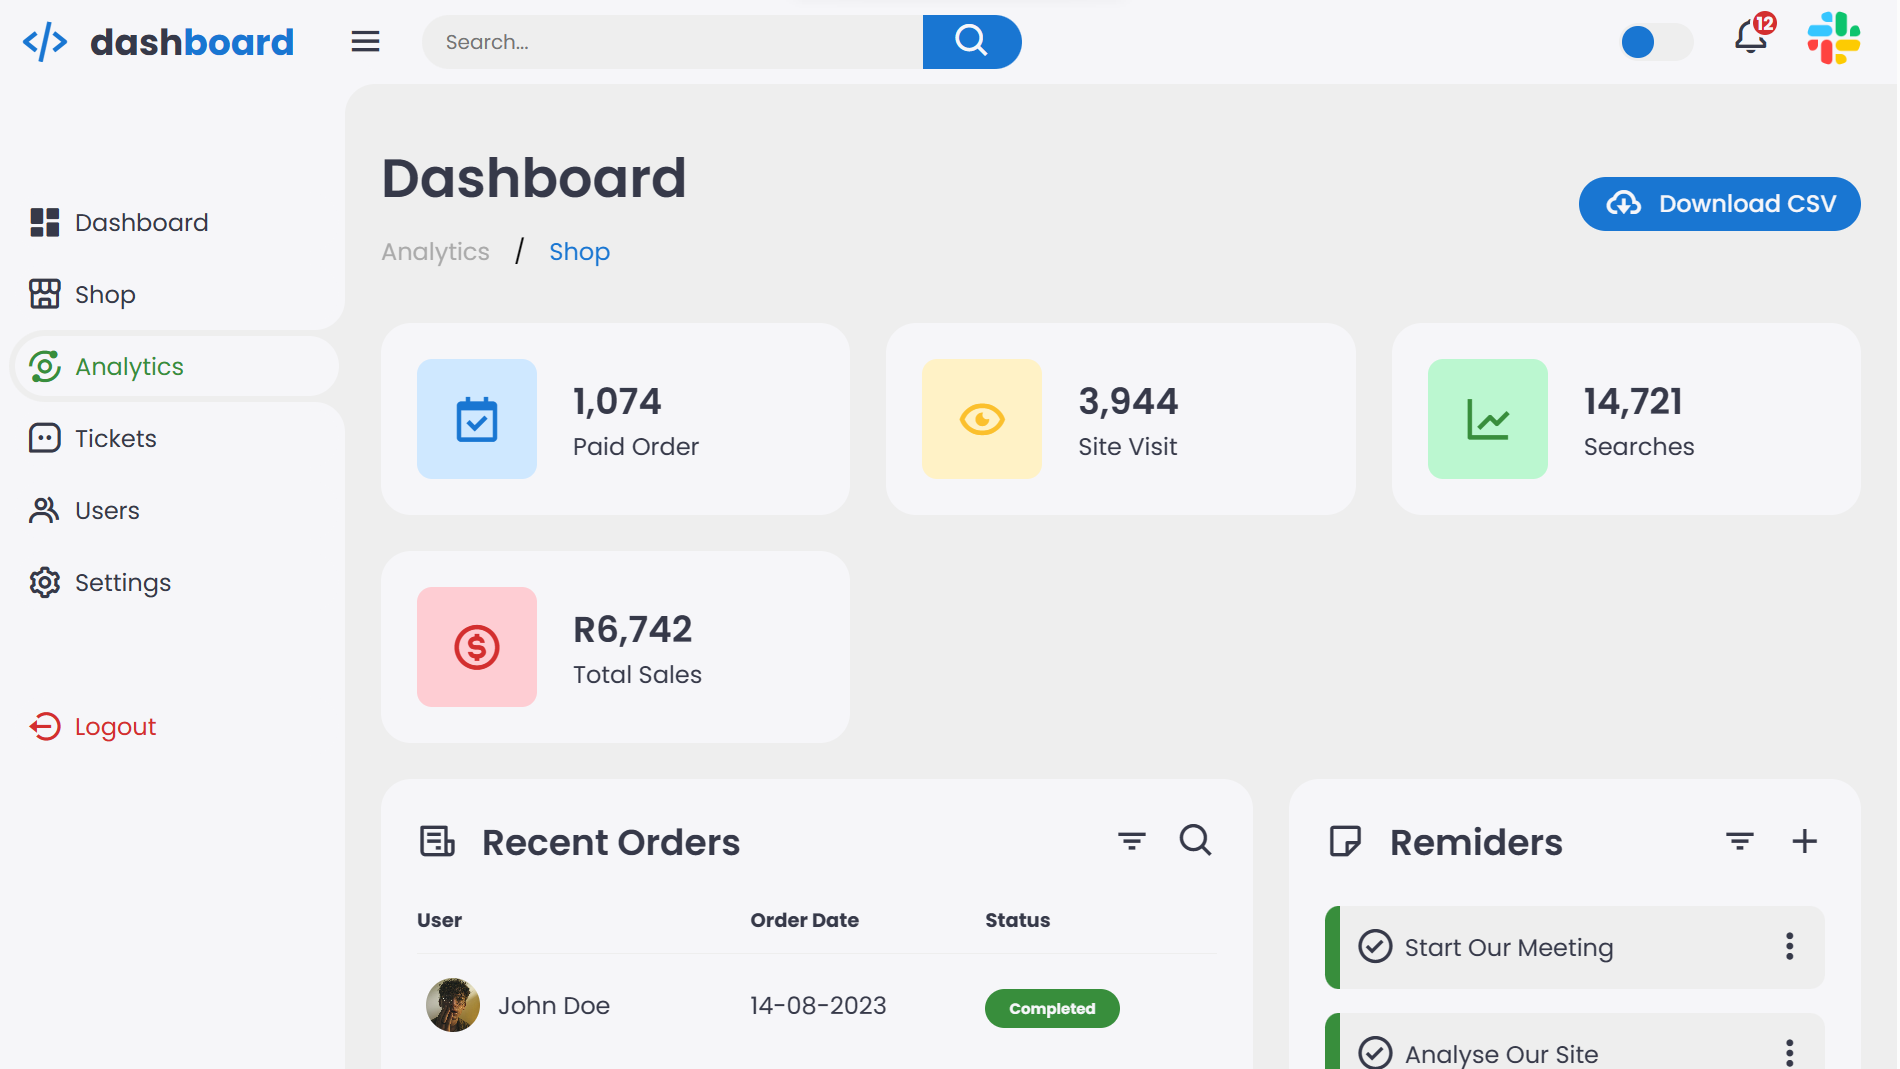 dashboard
Search...
12
Dashboard
Shop
Analytics
Tickets
Users
Settings
Logout
Dashboard
Analytics / Shop
Download CSV
1,074
Paid Order
3,944
Site Visit
14,721
Searches
R6,742
Total Sales
Recent Orders
User Order Date Status
John Doe 14-08-2023 Completed
Remiders
Start Our Meeting
Analyse Our Site